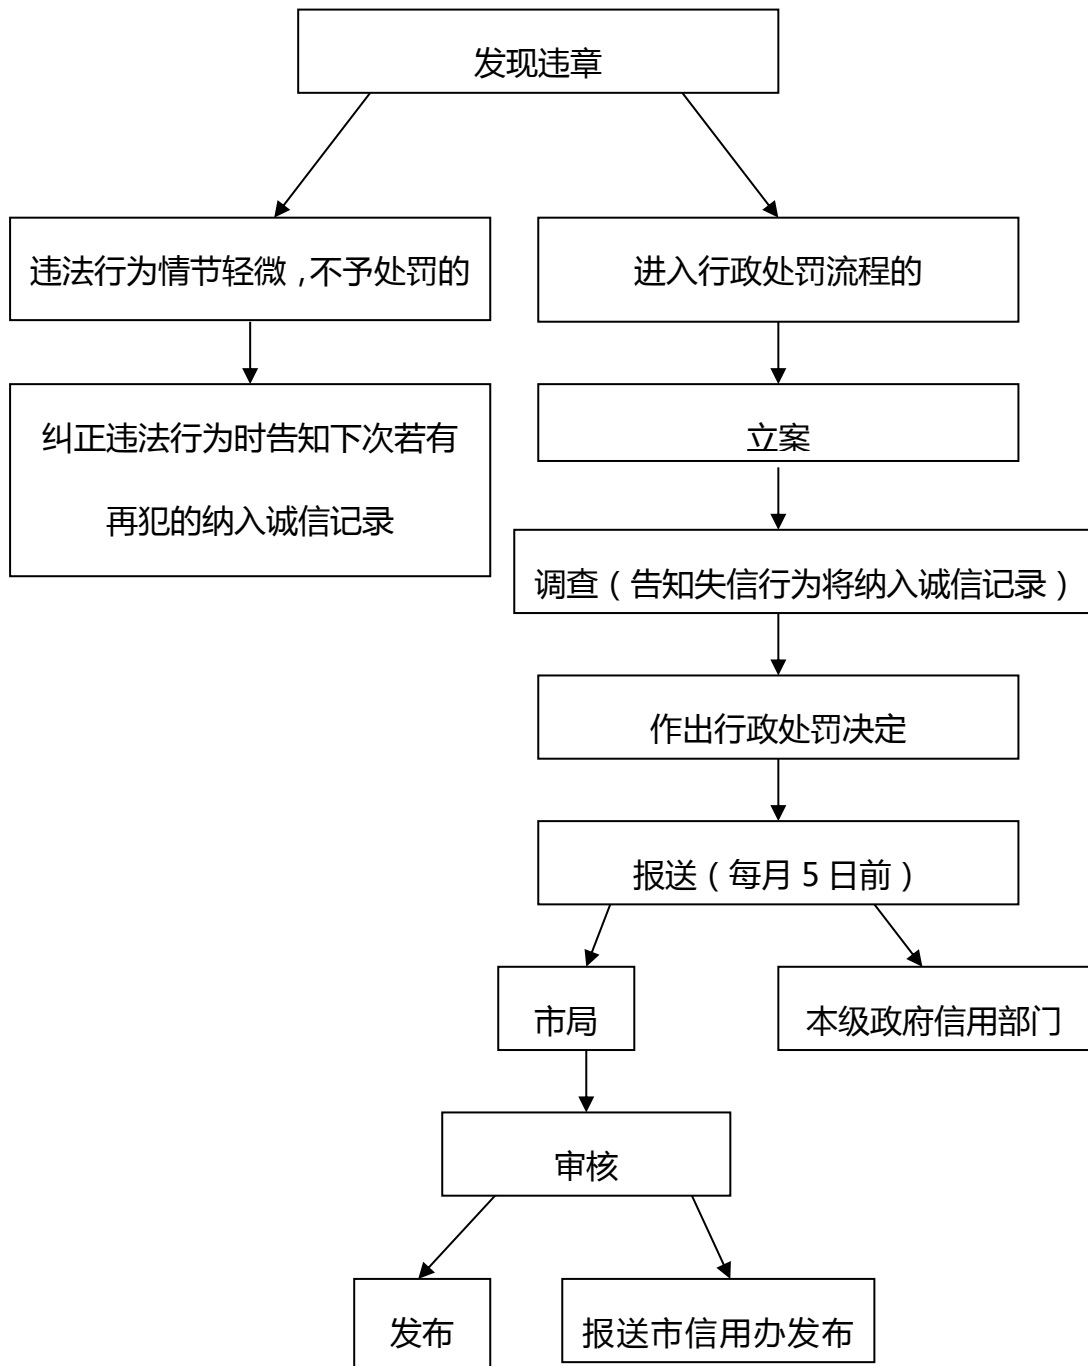 发现违章
违法行为情节轻微,不予处罚的
进入行政处罚流程的
纠正违法行为时告知下次若有
再犯的纳入诚信记录
立案
调查(告知失信行为将纳入诚信记录)
作出行政处罚决定
报送(每月 5 日前)
市局
本级政府信用部门
审核
发布
报送市信用办发布